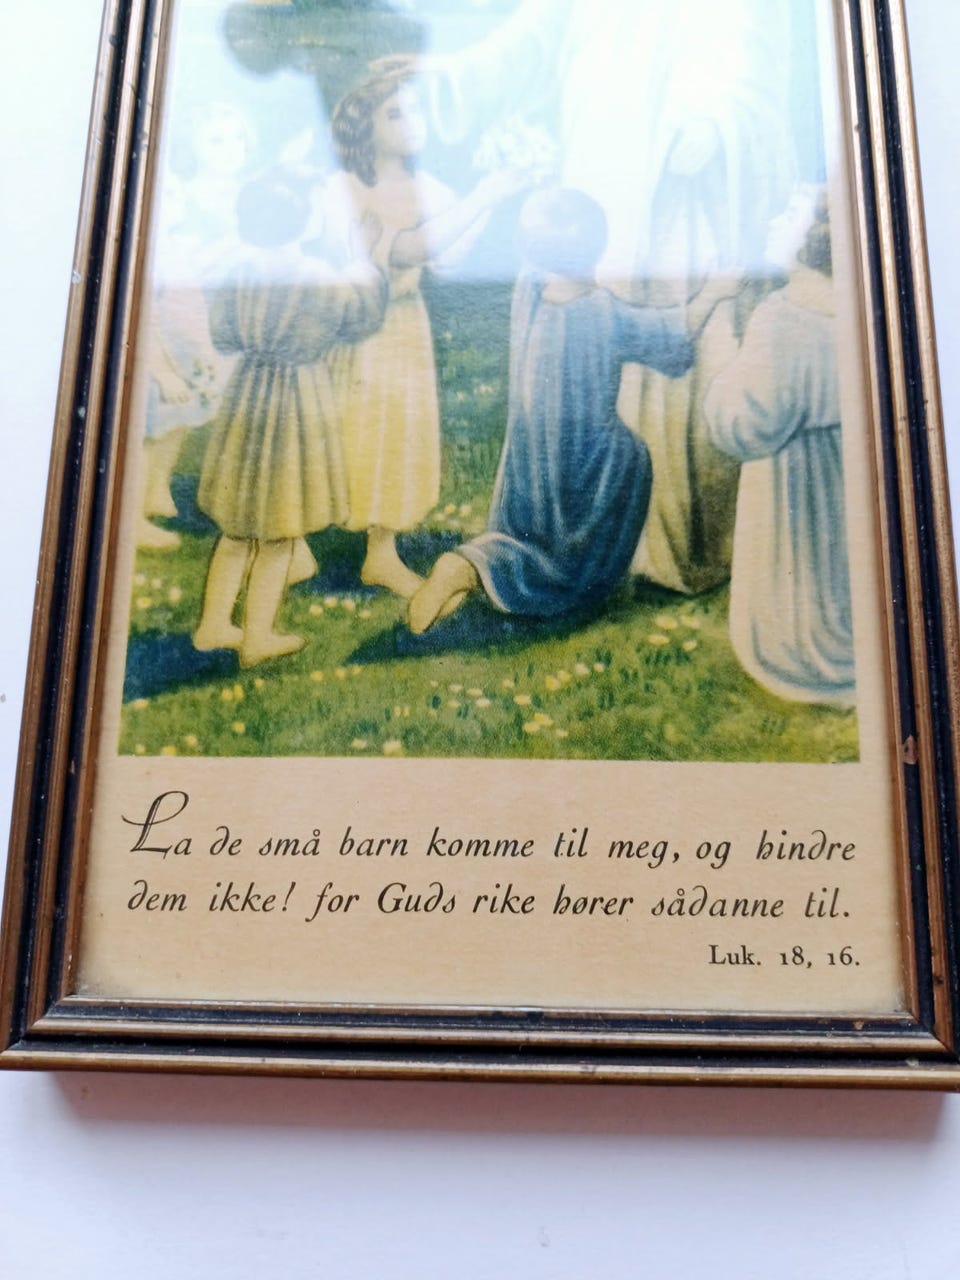 La de små barn komme til meg, og hindre
dem ikke! for Guds rike hører sådanne til.
Luk. 18, 16.